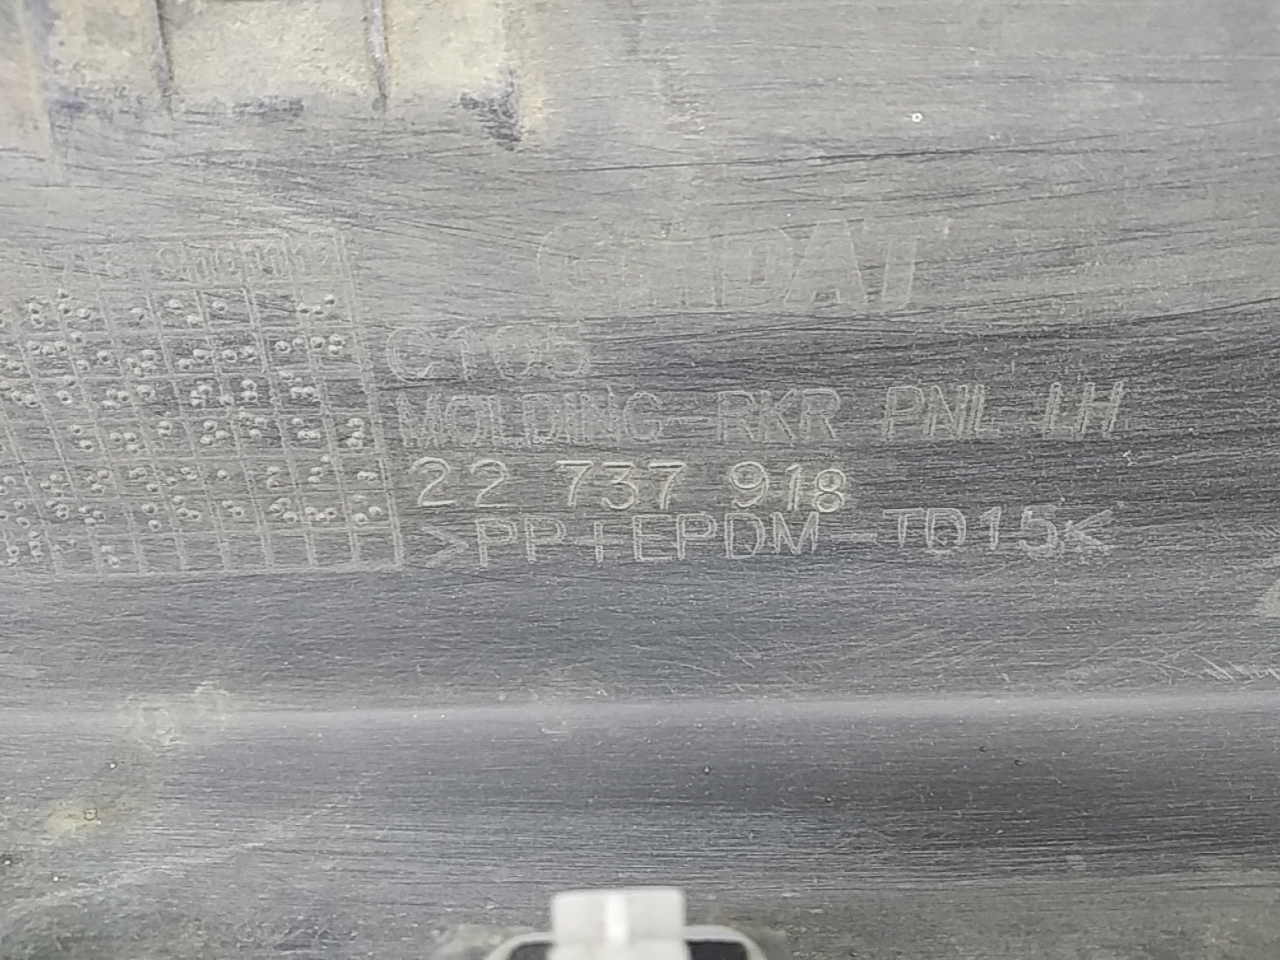 C105
MOLDING-RKR PNL LH
22 737 918
>PP+EPDM-TD15<